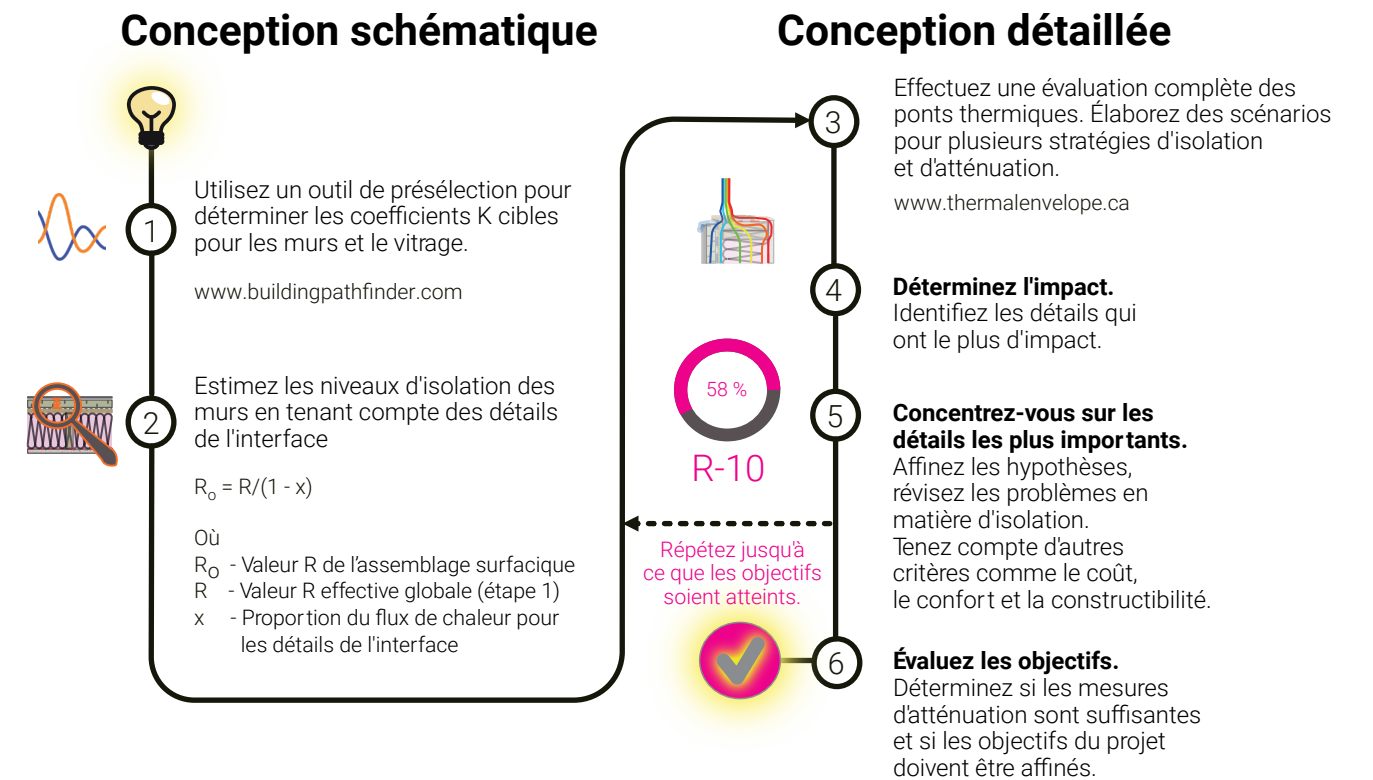 Conception schématique
1
Utilisez un outil de présélection pour
déterminer les coefficients K cibles
pour les murs et le vitrage.
www.buildingpathfinder.com
2
Estimez les niveaux d'isolation des
murs en tenant compte des détails
de l'interface
Ro = R/(1 - x)
Où
RO - Valeur R de l'assemblage surfacique
R - Valeur R effective globale (étape 1)
x - Proportion du flux de chaleur pour
les détails de l'interface
Conception détaillée
3
Effectuez une évaluation complète des
ponts thermiques. Élaborez des scénarios
pour plusieurs stratégies d'isolation
et d'atténuation.
www.thermalenvelope.ca
4
Déterminez l'impact.
Identifiez les détails qui
ont le plus d'impact.
58 %
R-10
5
Concentrez-vous sur les
détails les plus importants.
Affinez les hypothèses,
révisez les problèmes en
matière d'isolation.
Tenez compte d'autres
critères comme le coût,
le confort et la constructibilité.
Répétez jusqu'à
ce que les objectifs
soient atteints.
6
Évaluez les objectifs.
Déterminez si les mesures
d'atténuation sont suffisantes
et si les objectifs du projet
doivent être affinés.